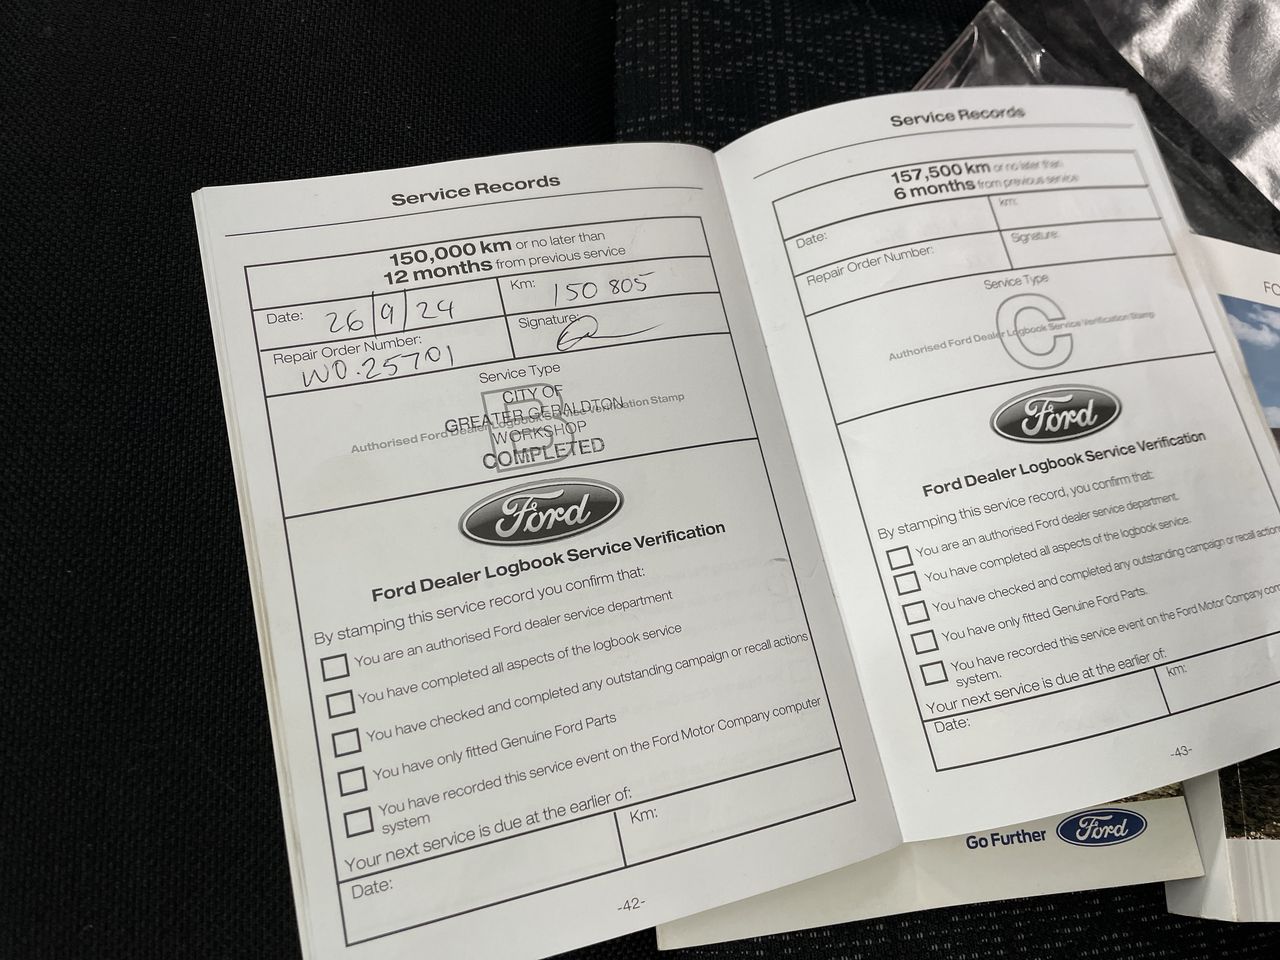 Service Records
150,000 km or no later than
12 months from previous service
Date: 26/9/24
Km: 150 805
Repair Order Number:
WO.25701
Signature:
Service Type
B
CITY OF
GREATER GERALDTON
Authorised Ford Dealer Logbook Service Verification Stamp
WORKSHOP
COMPLETED
Ford
Ford Dealer Logbook Service Verification
By stamping this service record you confirm that:
You are an authorised Ford dealer service department
You have completed all aspects of the logbook service
You have checked and completed any outstanding campaign or recall actions
You have only fitted Genuine Ford Parts
You have recorded this service event on the Ford Motor Company computer
system
Your next service is due at the earlier of:
Date:
Km:
-42-
Service Records
157,500 km or no later than
6 months from previous service
Date:
km:
Repair Order Number:
Signature:
Service Type
C
Authorised Ford Dealer Logbook Service Verification Stamp
Ford
Ford Dealer Logbook Service Verification
By stamping this service record, you confirm that:
You are an authorised Ford dealer service department.
You have completed all aspects of the logbook service.
You have checked and completed any outstanding campaign or recall action
You have only fitted Genuine Ford Parts.
You have recorded this service event on the Ford Motor Company
system.
Your next service is due at the earlier of:
Date:
km:
-43-
Go Further Ford